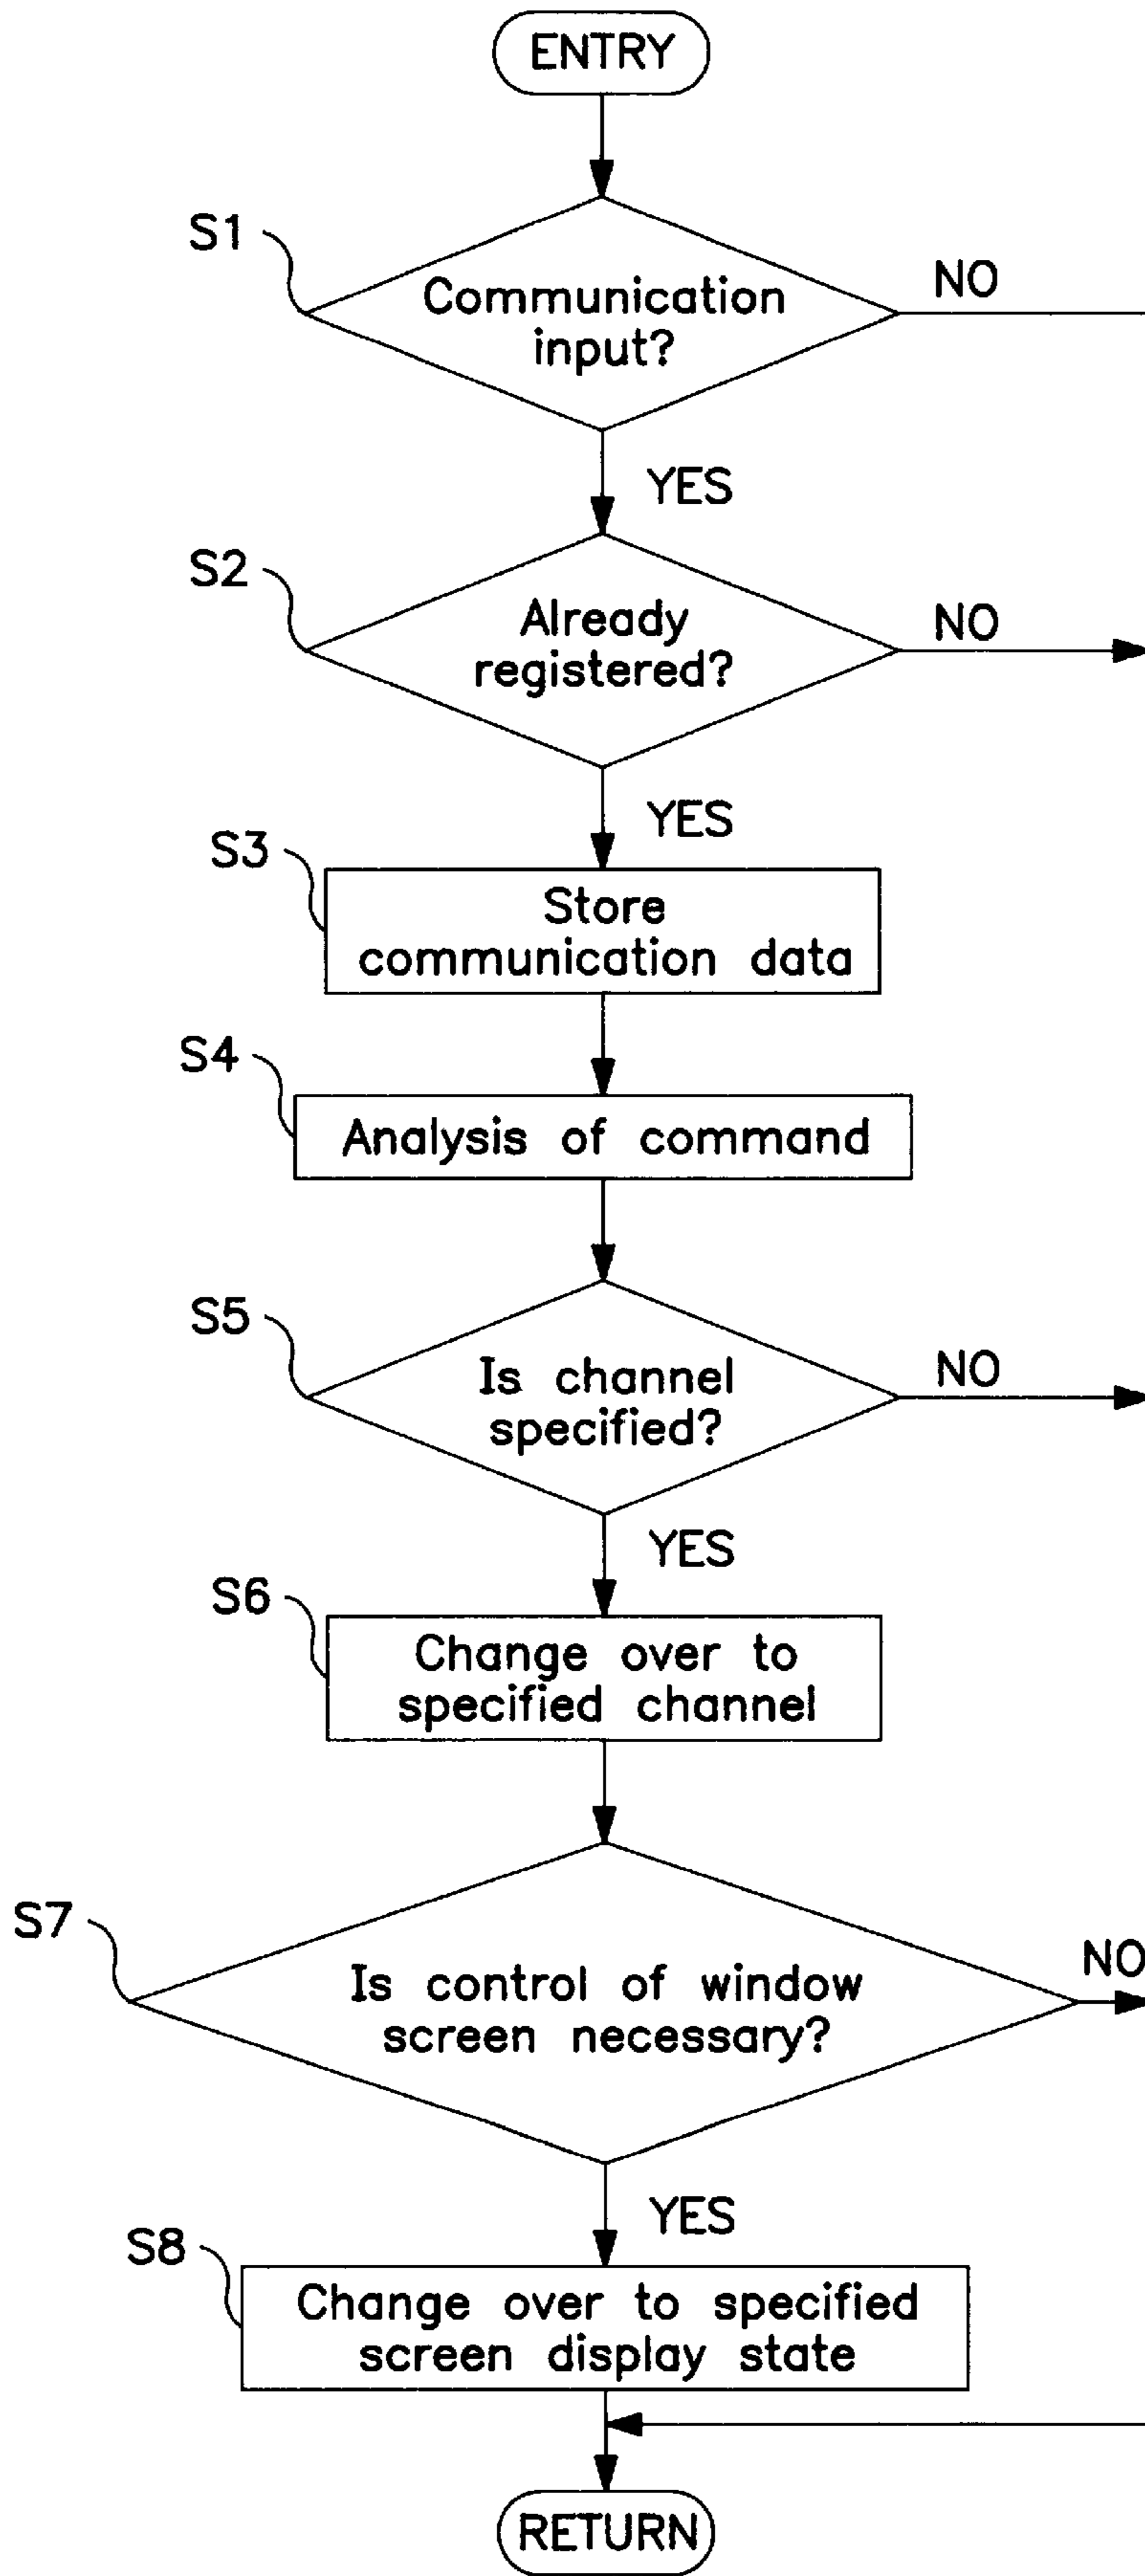 ENTRY
S1
Communication
input?
NO
YES
S2
Already
registered?
NO
YES
S3
Store
communication data
S4
Analysis of command
S5
Is channel
specified?
NO
YES
S6
Change over to
specified channel
S7
Is control of window
screen necessary?
NO
YES
S8
Change over to specified
screen display state
RETURN